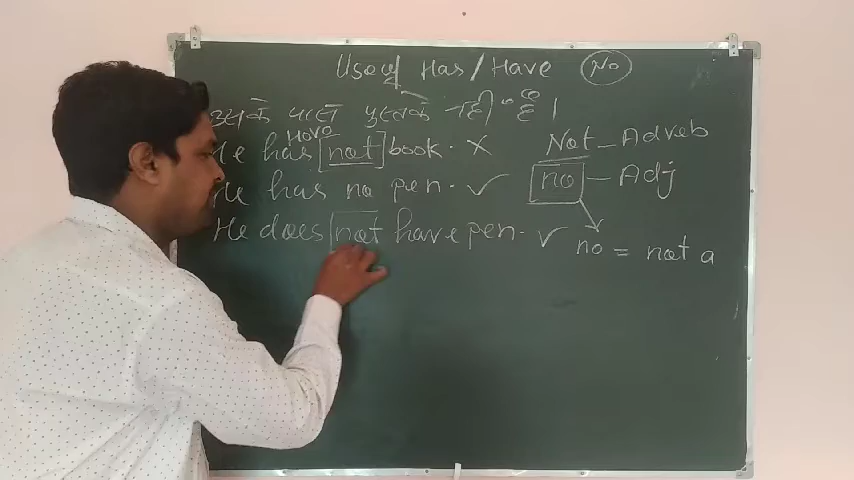 Use of Has/Have No
उसके पास पुस्तकें नहीं है।
Have
He has [not] book. × Not - Adveb
He has no pen. ✓ no - Adj
He does not have pen. ✓ no = not a